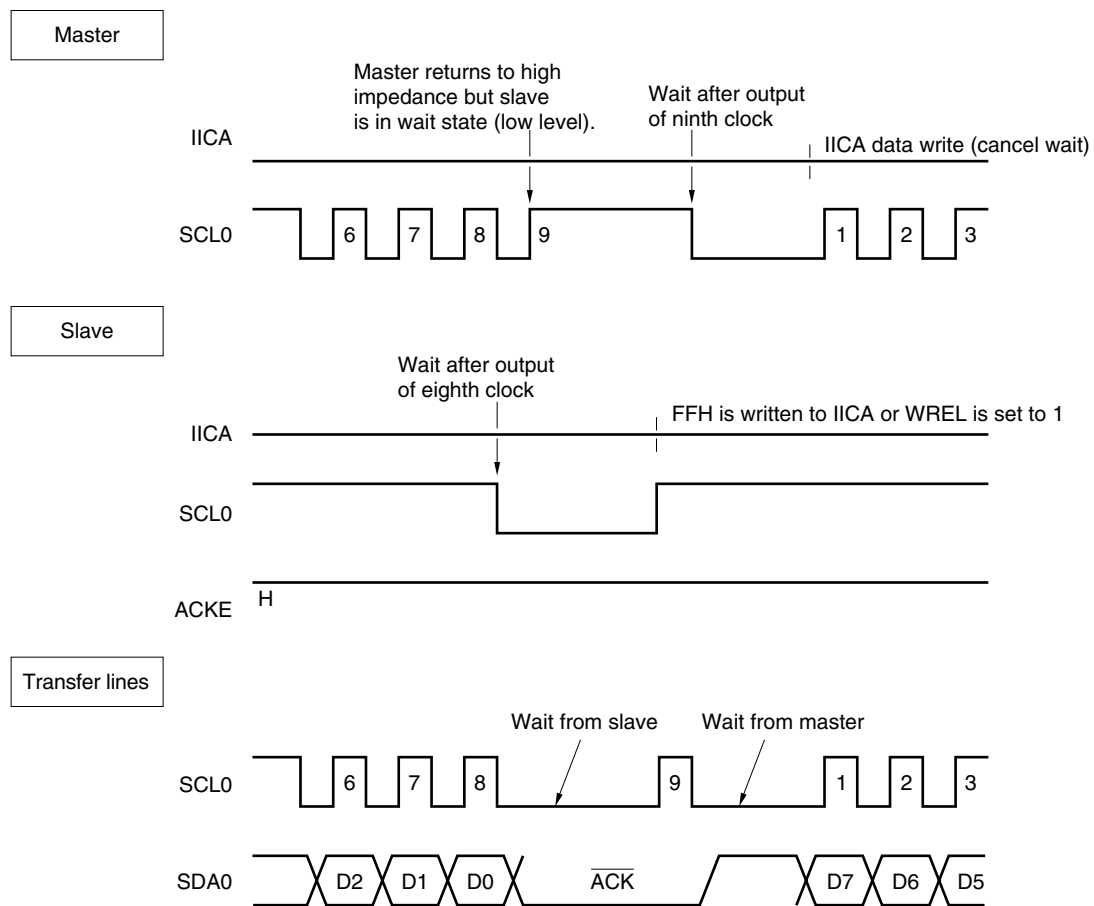 Master
Master returns to high
impedance but slave
is in wait state (low level).
Wait after output
of ninth clock
IICA
IICA data write (cancel wait)
SCL0
6 7 8 9 1 2 3
Slave
Wait after output
of eighth clock
FFH is written to IICA or WREL is set to 1
IICA
SCL0
H
ACKE
Transfer lines
Wait from slave
Wait from master
SCL0
6 7 8 9 1 2 3
SDA0
D2 D1 D0 ACK D7 D6 D5